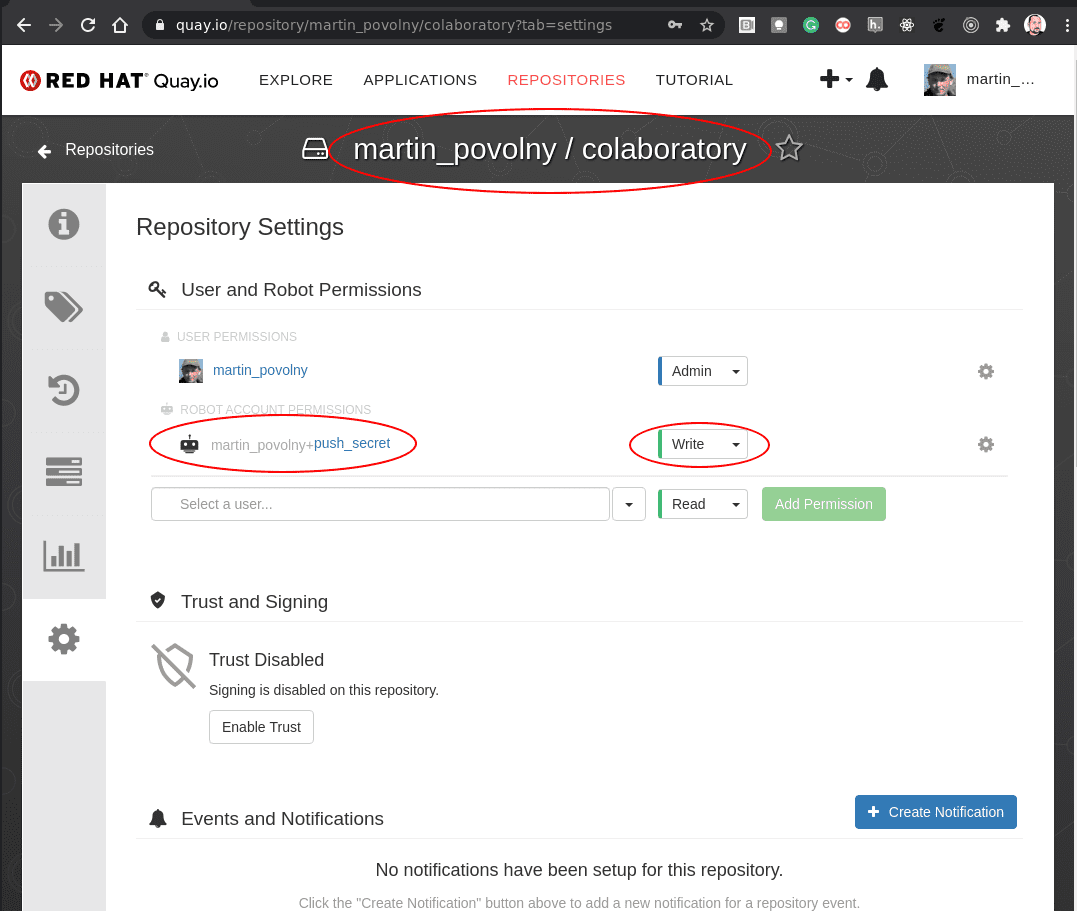 quay.io/repository/martin_povolny/colaboratory?tab=settings
RED HAT® Quay.io EXPLORE APPLICATIONS REPOSITORIES TUTORIAL martin_...
Repositories martin_povolny / colaboratory
Repository Settings
User and Robot Permissions
USER PERMISSIONS
martin_povolny Admin
ROBOT ACCOUNT PERMISSIONS
martin_povolny+push_secret Write
Select a user... Read Add Permission
Trust and Signing
Trust Disabled
Signing is disabled on this repository.
Enable Trust
Events and Notifications Create Notification
No notifications have been setup for this repository.
Click the "Create Notification" button above to add a new notification for a repository event.